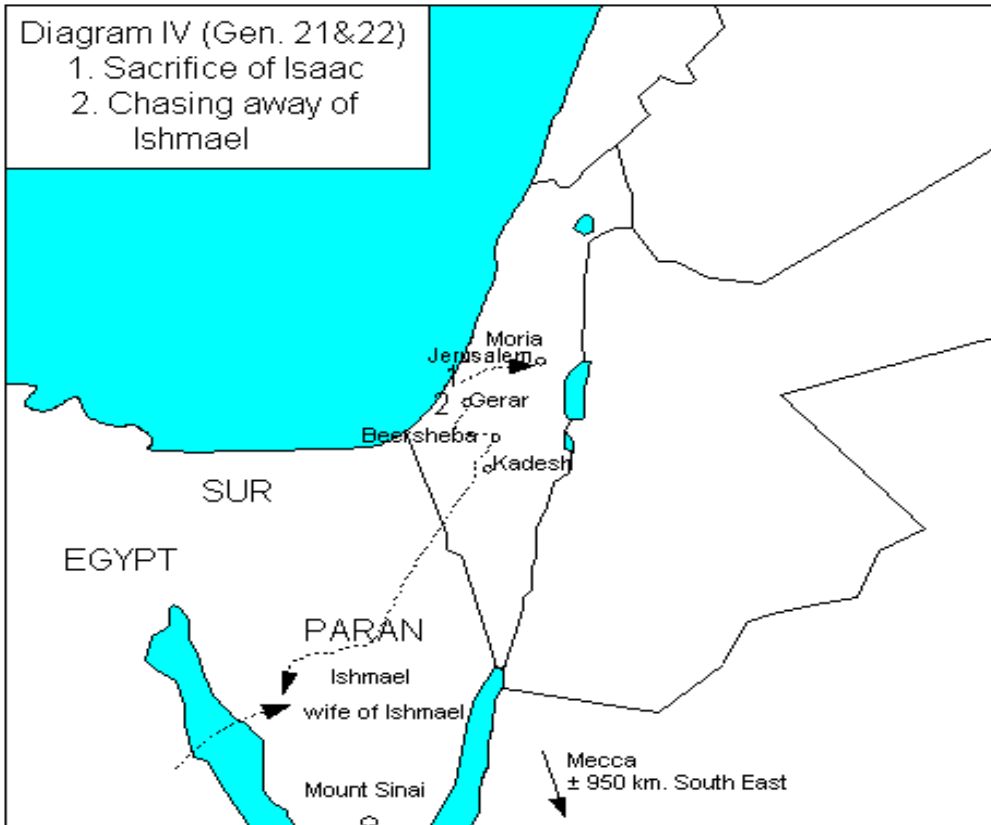 Diagram IV (Gen. 21&22)
1. Sacrifice of Isaac
2. Chasing away of
Ishmael
Moria
Jerusalem
1
2
Gerar
Beersheba
Kadesh
SUR
EGYPT
PARAN
Ishmael
wife of Ishmael
Mecca
± 950 km. South East
Mount Sinai